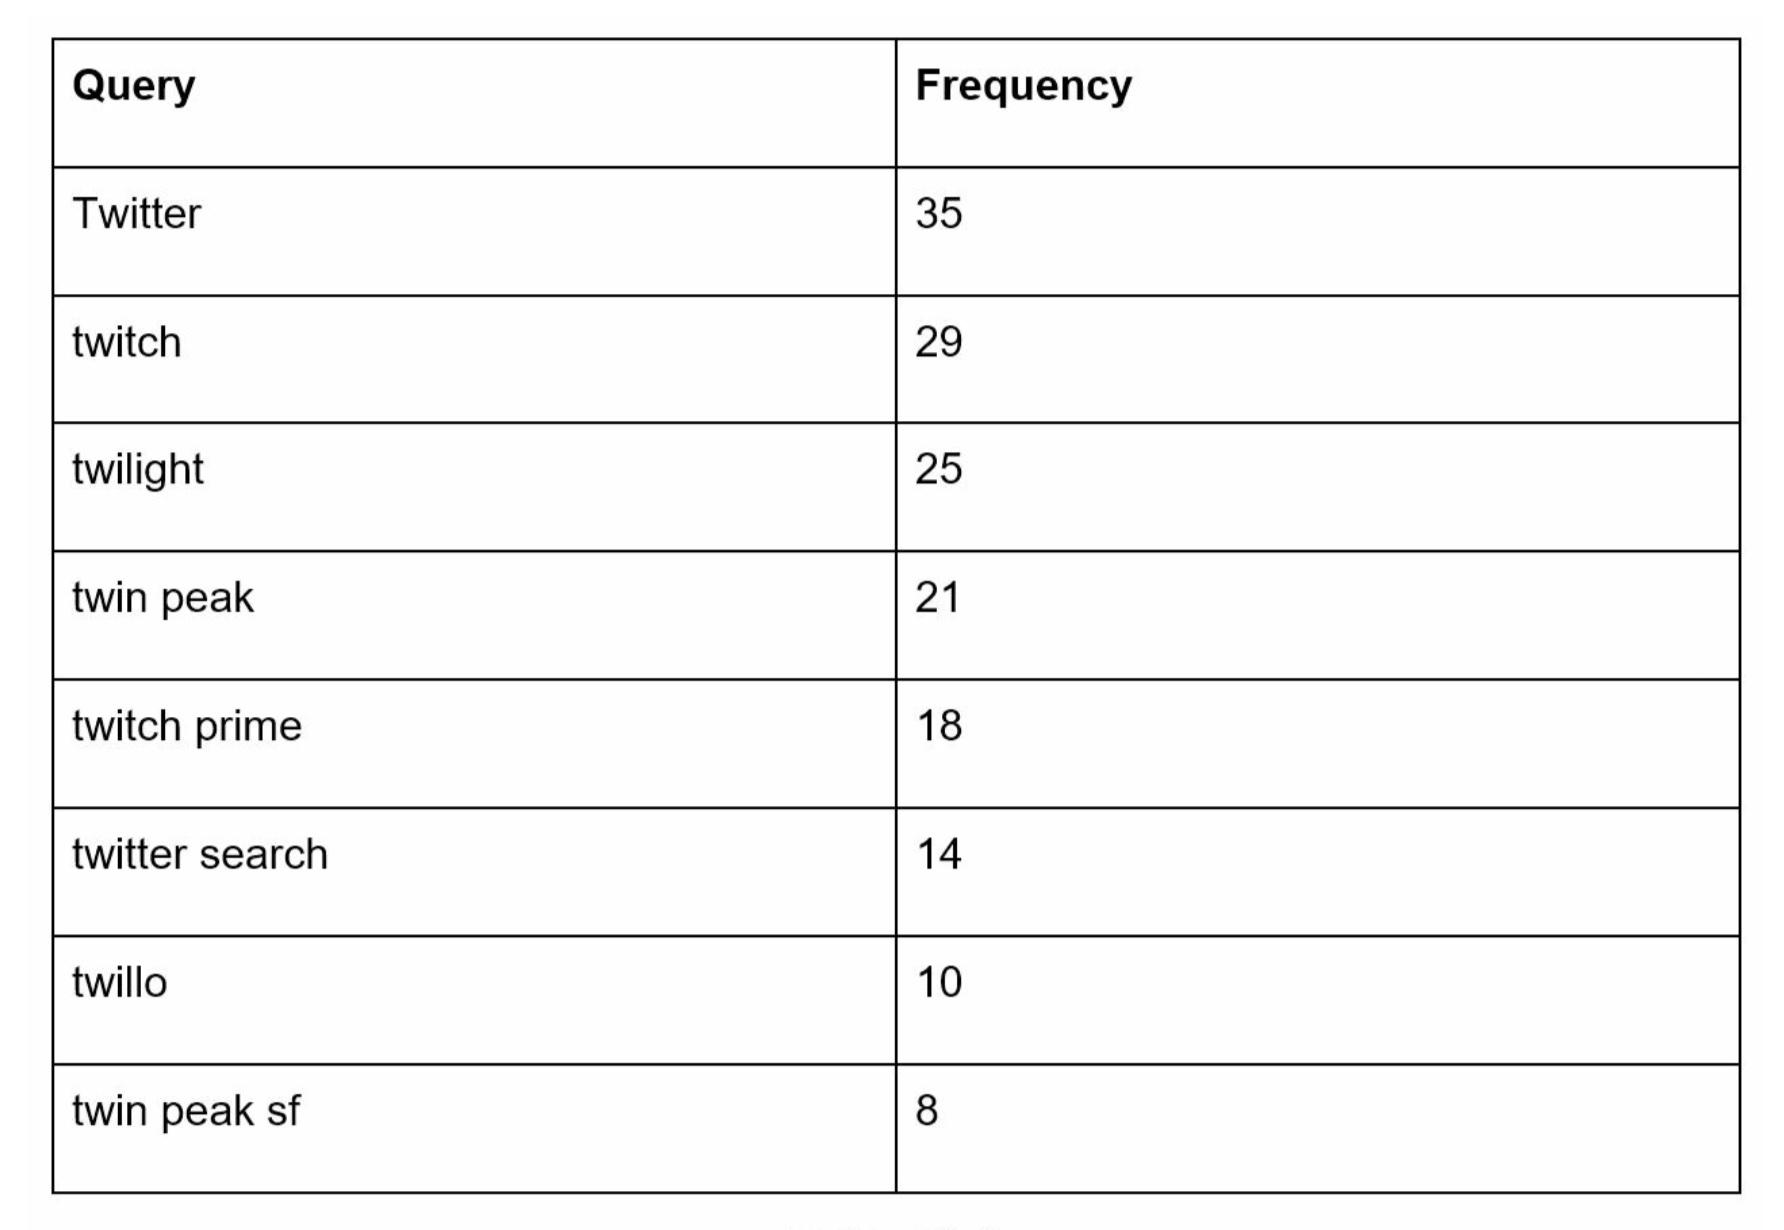 Query Frequency
Twitter 35
twitch 29
twilight 25
twin peak 21
twitch prime 18
twitter search 14
twillo 10
twin peak sf 8